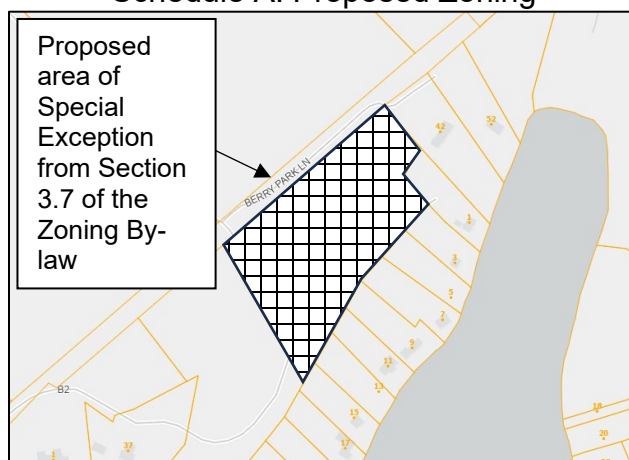 Schedule A: Proposed Zoning
Proposed
area of
Special
Exception
from Section
3.7 of the
Zoning By-
law
BERRY PARK LN
42
52
1
3
5
7
9
11
13
15
17
B2
1
37
18
20